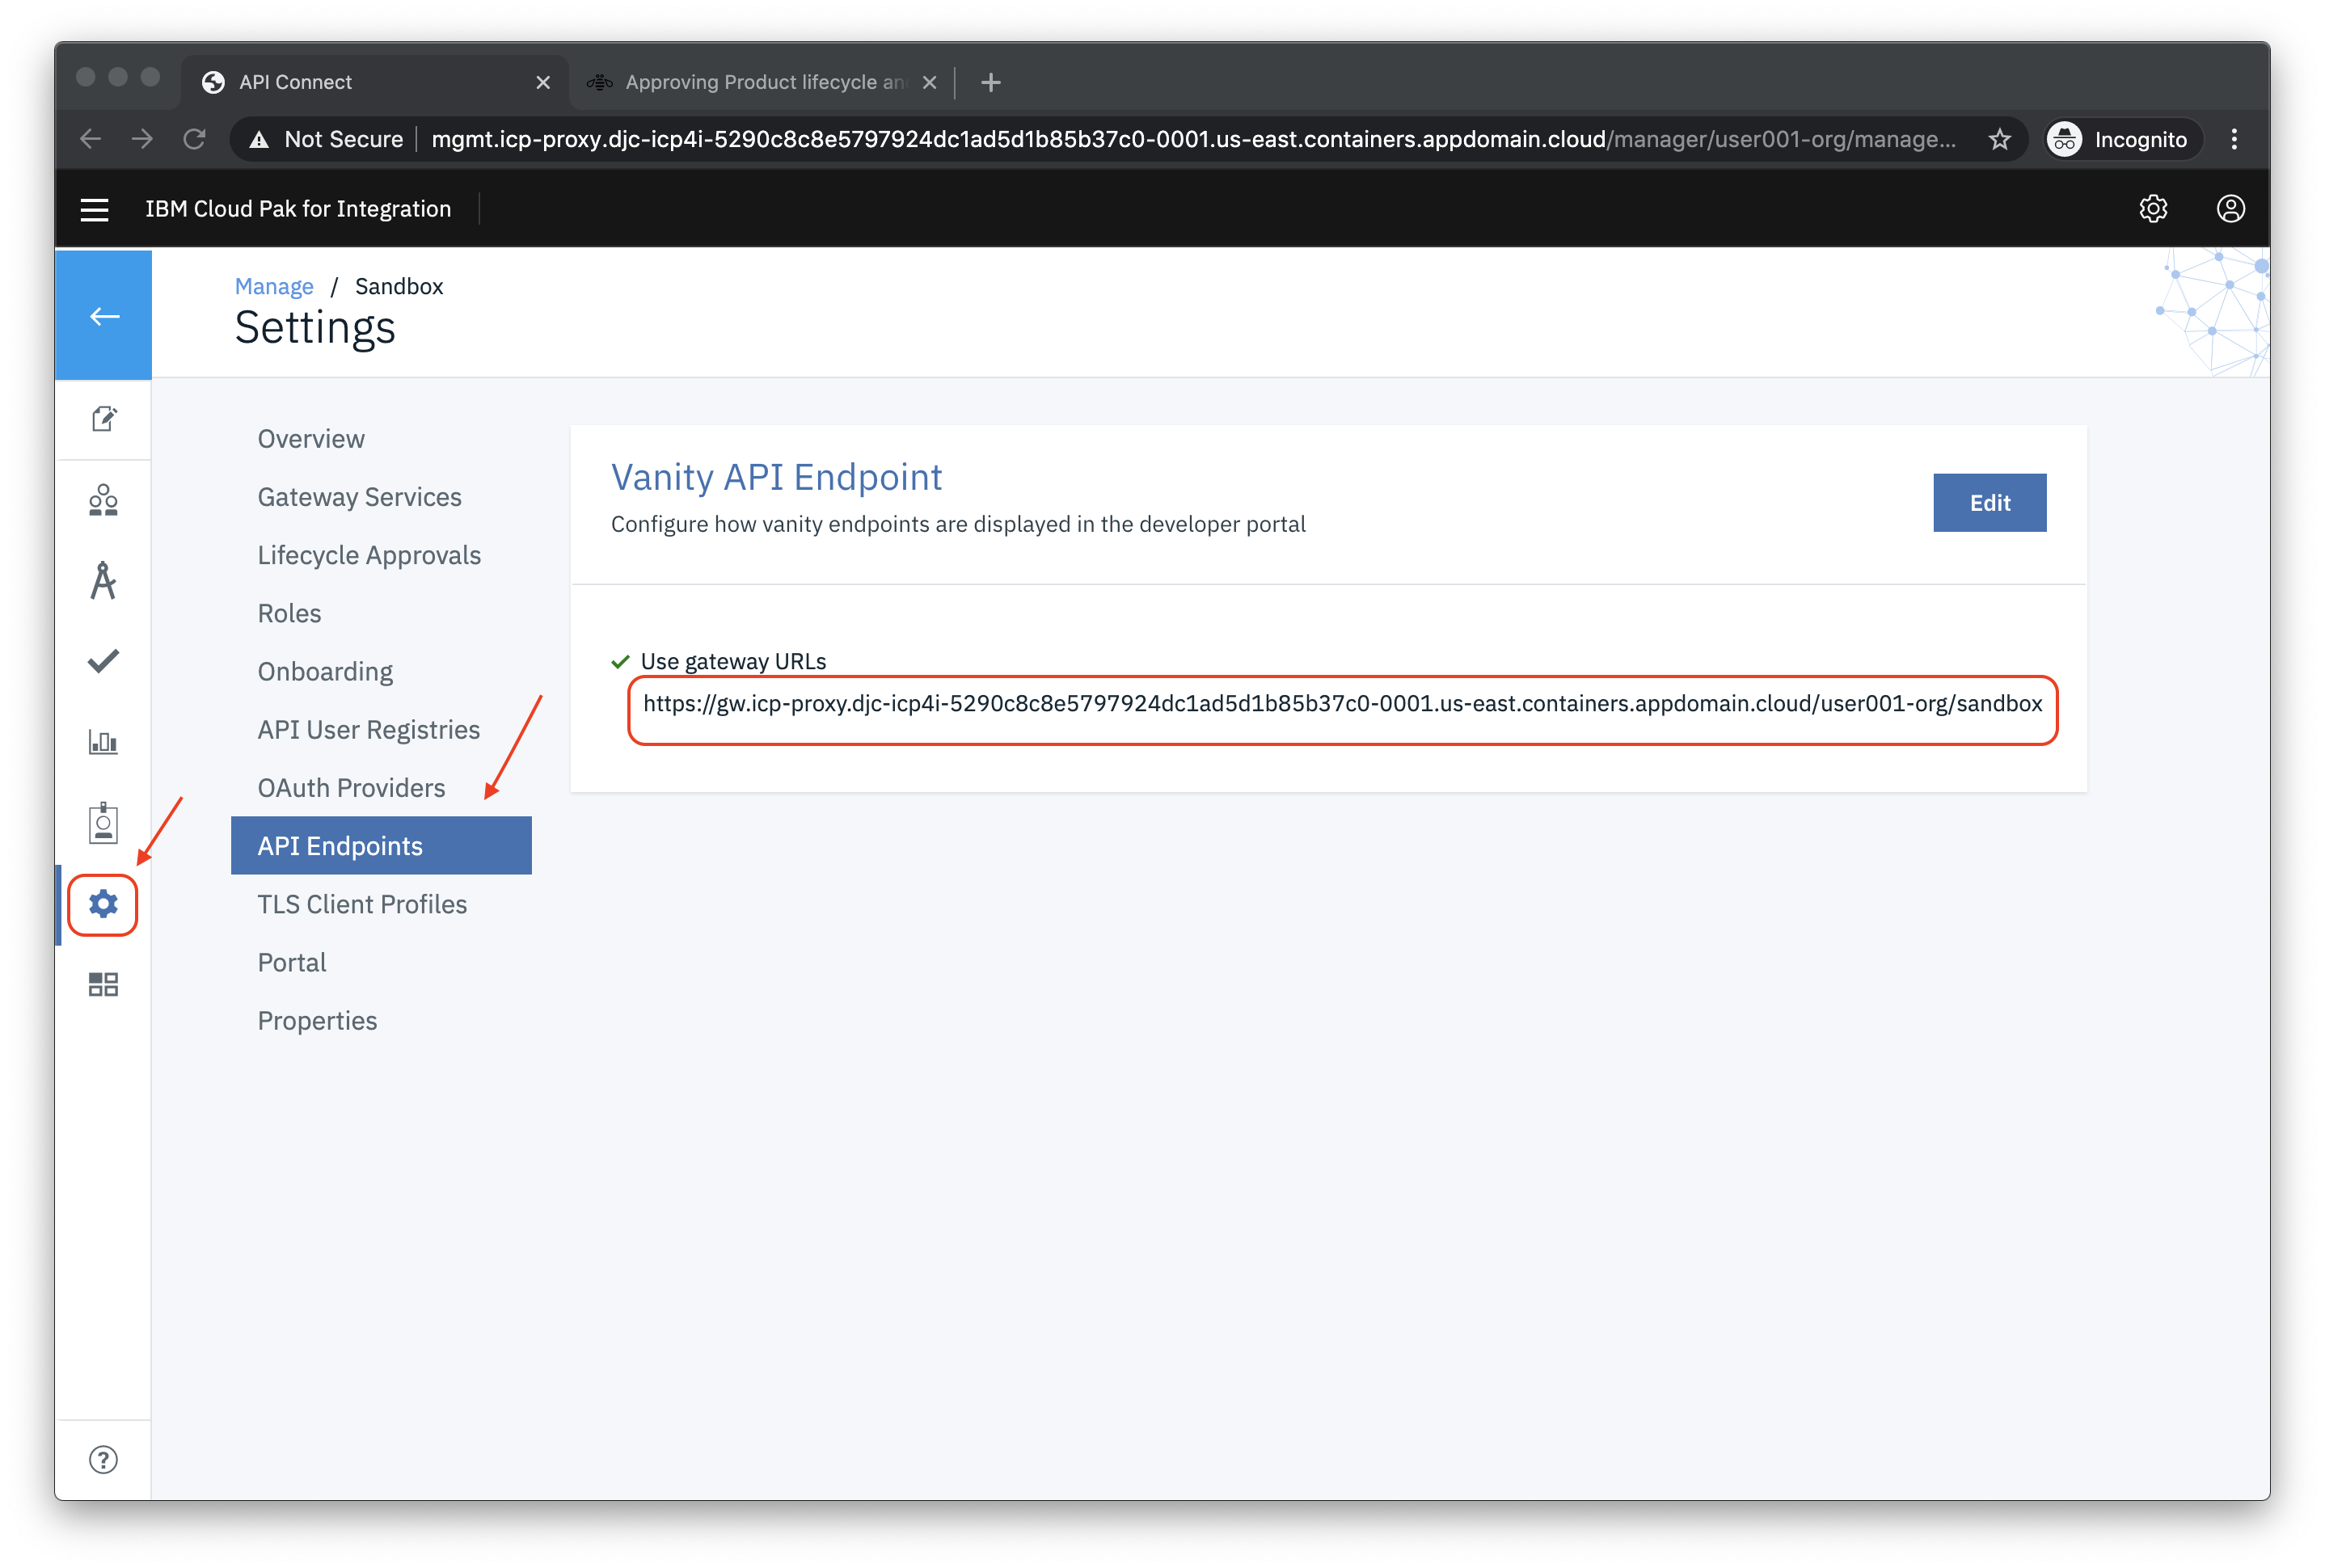 API Connect
Approving Product lifecycle an
Not Secure
mgmt.icp-proxy.djc-icp4i-5290c8c8e5797924dc1ad5d1b85b37c0-0001.us-east.containers.appdomain.cloud/manager/user001-org/manage...
Incognito
IBM Cloud Pak for Integration
Manage / Sandbox
Settings
Overview
Gateway Services
Lifecycle Approvals
Roles
Onboarding
API User Registries
OAuth Providers
API Endpoints
TLS Client Profiles
Portal
Properties
Vanity API Endpoint
Configure how vanity endpoints are displayed in the developer portal
Edit
Use gateway URLs
https://gw.icp-proxy.djc-icp4i-5290c8c8e5797924dc1ad5d1b85b37c0-0001.us-east.containers.appdomain.cloud/user001-org/sandbox